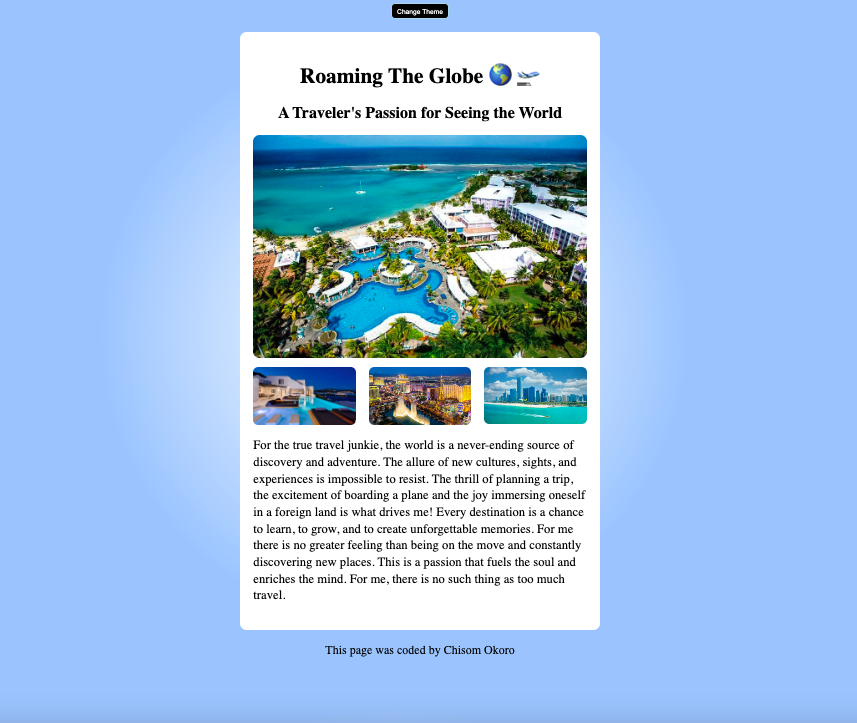 Change Theme
Roaming The Globe 🌎🛫
A Traveler's Passion for Seeing the World
For the true travel junkie, the world is a never-ending source of
discovery and adventure. The allure of new cultures, sights, and
experiences is impossible to resist. The thrill of planning a trip,
the excitement of boarding a plane and the joy immersing oneself
in a foreign land is what drives me! Every destination is a chance
to learn, to grow, and to create unforgettable memories. For me
there is no greater feeling than being on the move and constantly
discovering new places. This is a passion that fuels the soul and
enriches the mind. For me, there is no such thing as too much
travel.
This page was coded by Chisom Okoro